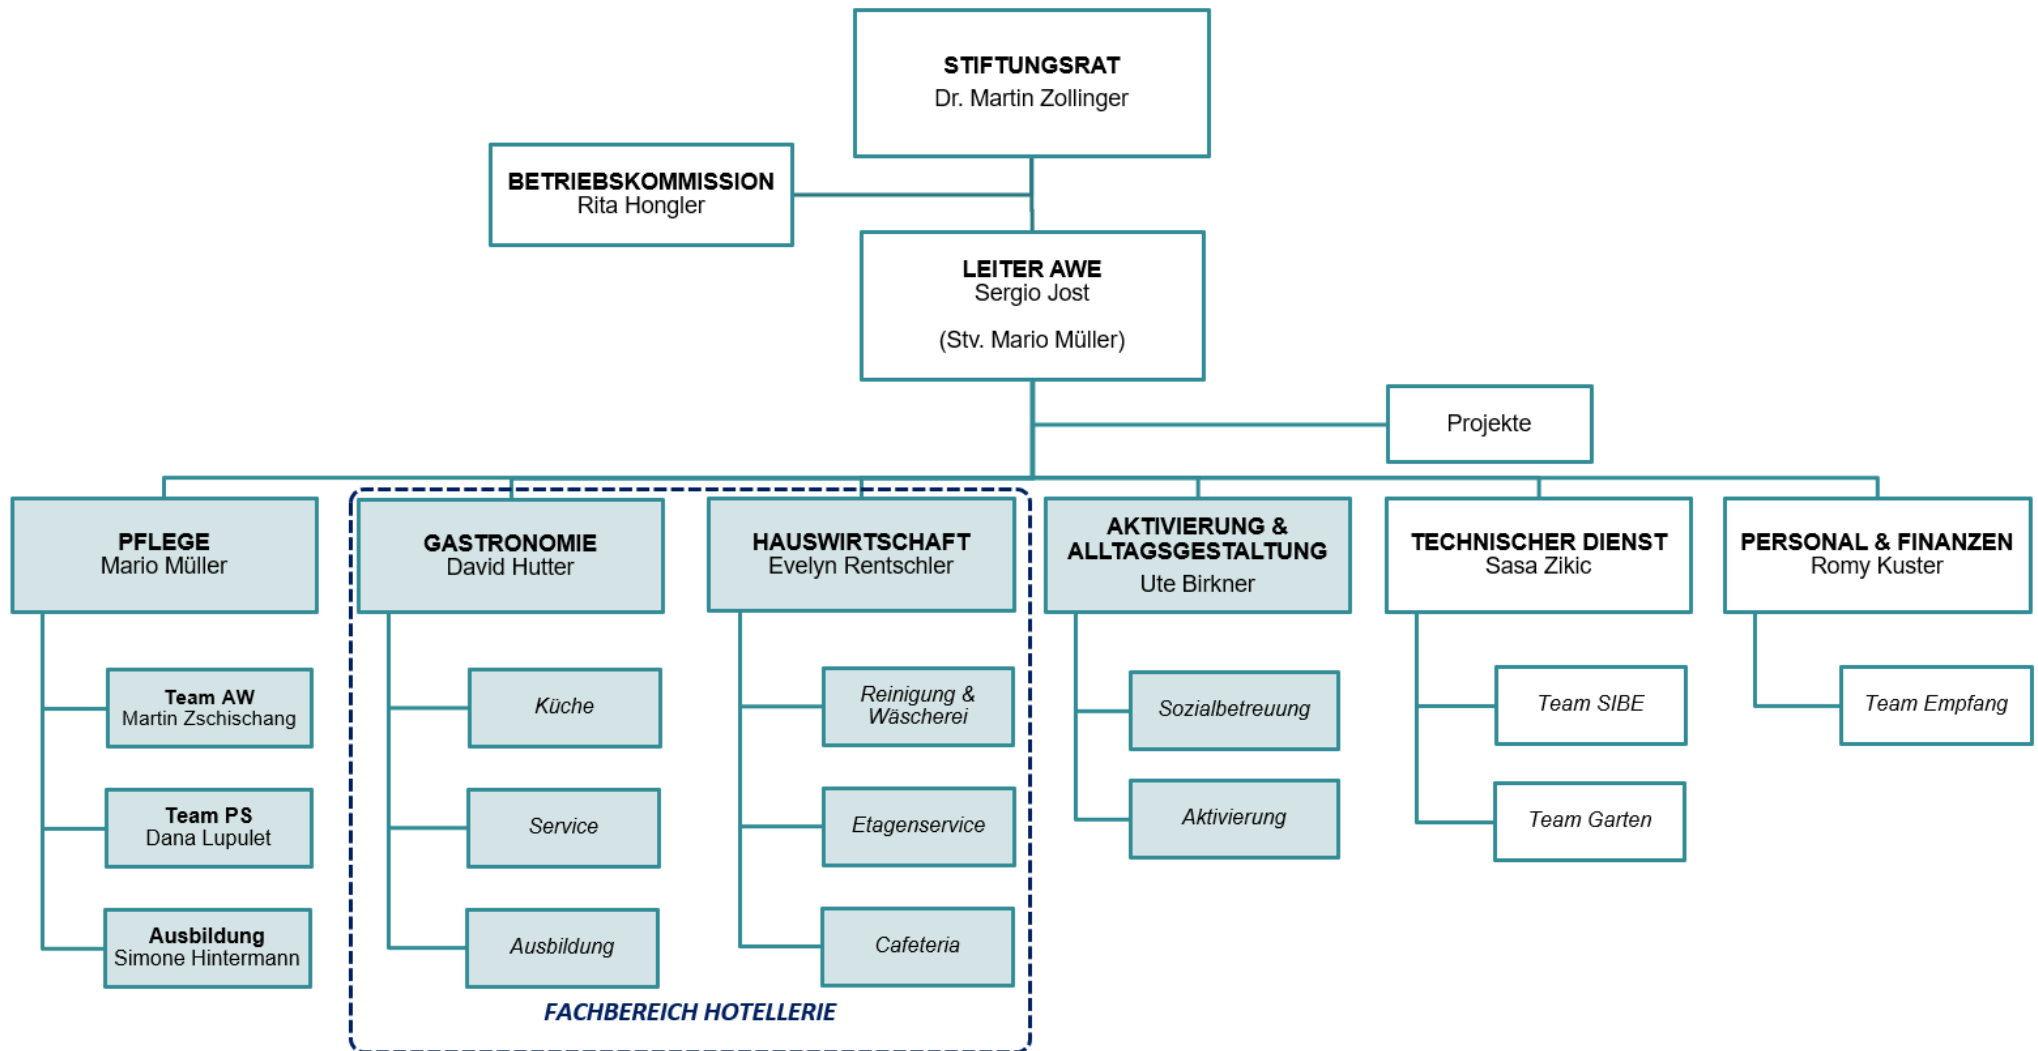 STIFTUNGSRAT
Dr. Martin Zollinger
BETRIEBSKOMMISSION
Rita Hongler
LEITER AWE
Sergio Jost
(Stv. Mario Müller)
Projekte
PFLEGE
Mario Müller
Team AW
Martin Zschischang
Team PS
Dana Lupulet
Ausbildung
Simone Hintermann
GASTRONOMIE
David Hutter
Küche
Service
Ausbildung
HAUSWIRTSCHAFT
Evelyn Rentschler
Reinigung &
Wäscherei
Etagenservice
Cafeteria
FACHBEREICH HOTELLERIE
AKTIVIERUNG &
ALLTAGSGESTALTUNG
Ute Birkner
Sozialbetreuung
Aktivierung
TECHNISCHER DIENST
Sasa Zikic
Team SIBE
Team Garten
PERSONAL & FINANZEN
Romy Kuster
Team Empfang